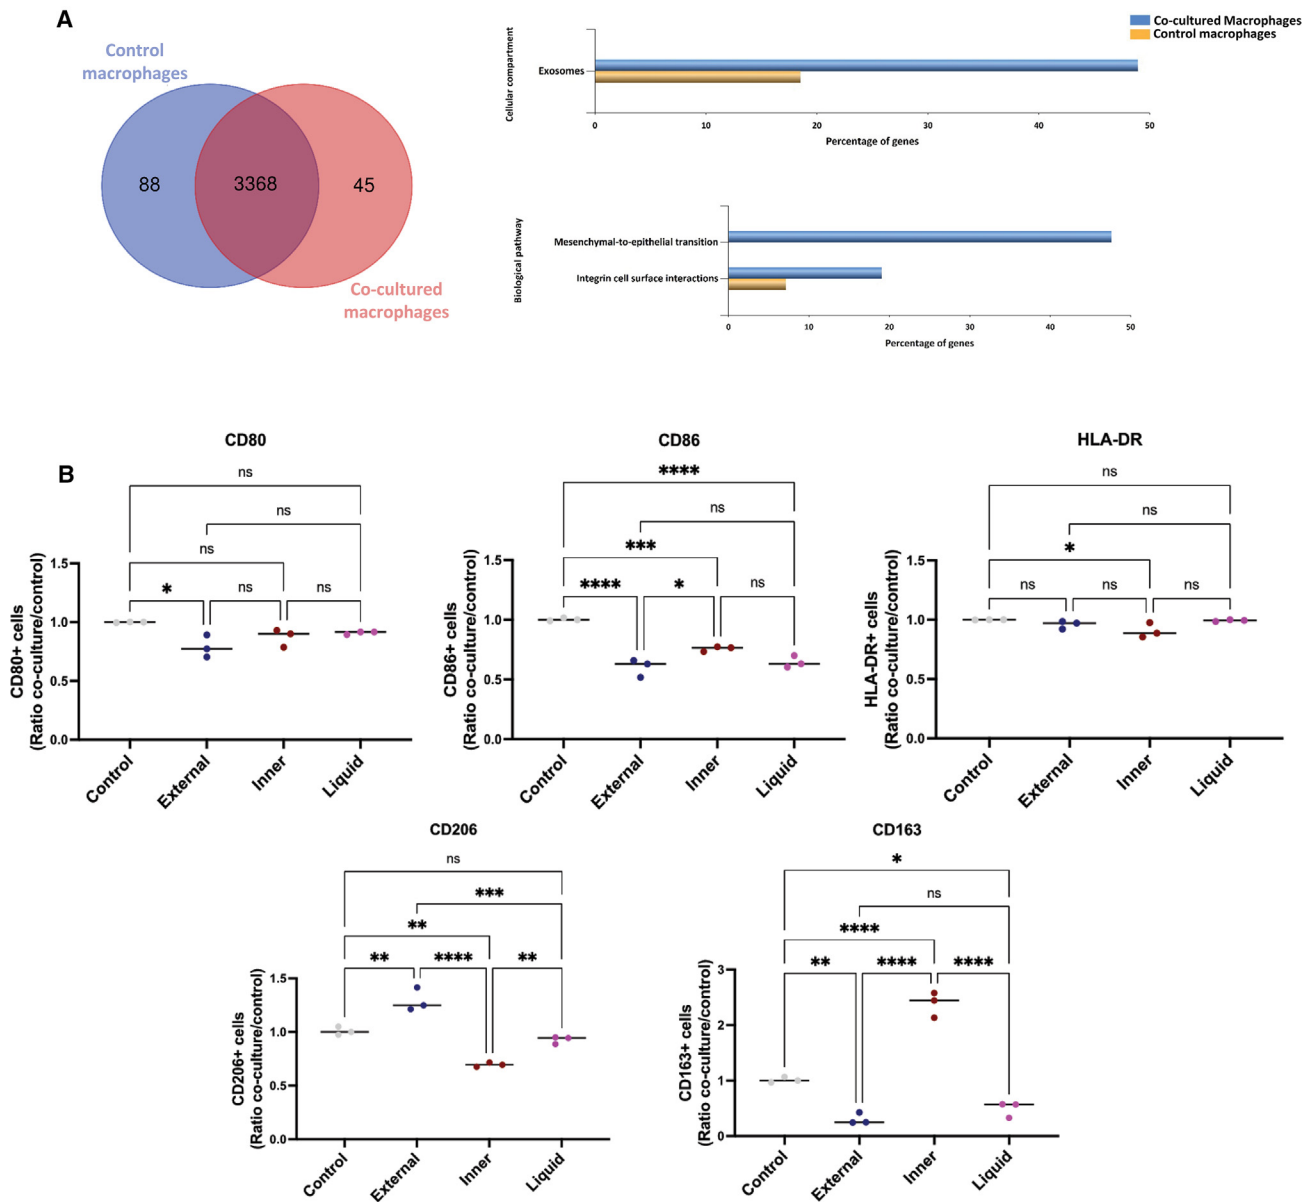 A
Control
macrophages
88
3368
45
Co-cultured
macrophages
Co-cultured Macrophages
Control macrophages
Cellular compartment
Exosomes
0 10 20 30 40 50
Percentage of genes
Biological pathway
Mesenchymal-to-epithelial transition
Integrin cell surface interactions
0 10 20 30 40 50
Percentage of genes
B
CD80
ns
ns
ns
* ns ns
CD80+ cells
(Ratio co-culture/control)
1.5
1.0
0.5
0.0
Control External Inner Liquid
CD86
****
ns
***
**** * ns
CD86+ cells
(Ratio co-culture/control)
1.5
1.0
0.5
0.0
Control External Inner Liquid
HLA-DR
ns
ns
*
ns ns ns
HLA-DR+ cells
(Ratio co-culture/control)
1.5
1.0
0.5
0.0
Control External Inner Liquid
CD206
ns
***
**
** **** **
CD206+ cells
(Ratio co-culture/control)
1.5
1.0
0.5
0.0
Control External Inner Liquid
CD163
*
ns
****
** **** ****
CD163+ cells
(Ratio co-culture/control)
3
2
1
0
Control External Inner Liquid